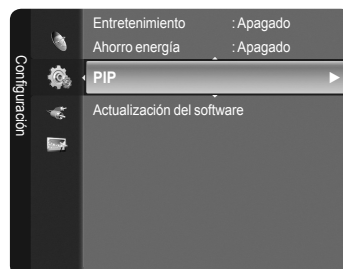 Configuración
Entretenimiento : Apagado
Ahorro energía : Apagado
PIP
Actualización del software